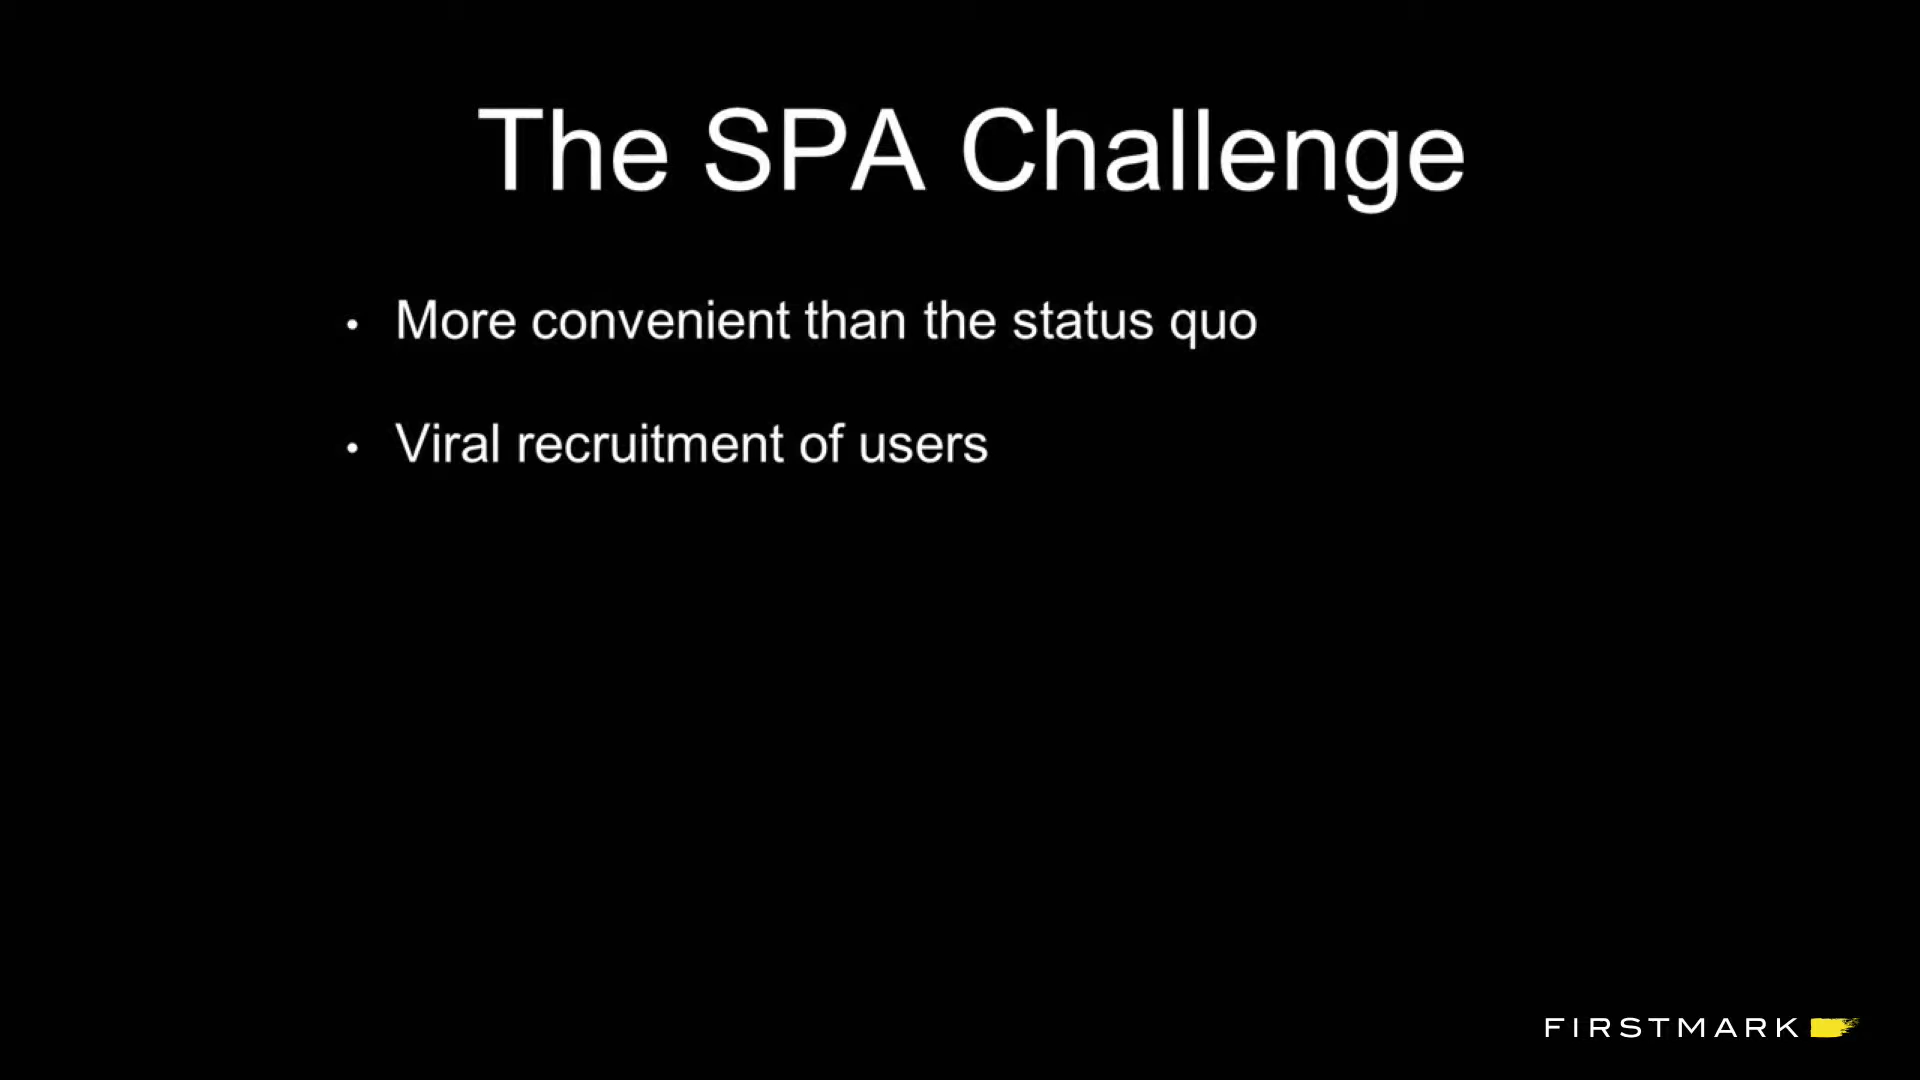 The SPA Challenge
• More convenient than the status quo
• Viral recruitment of users
FIRSTMARK